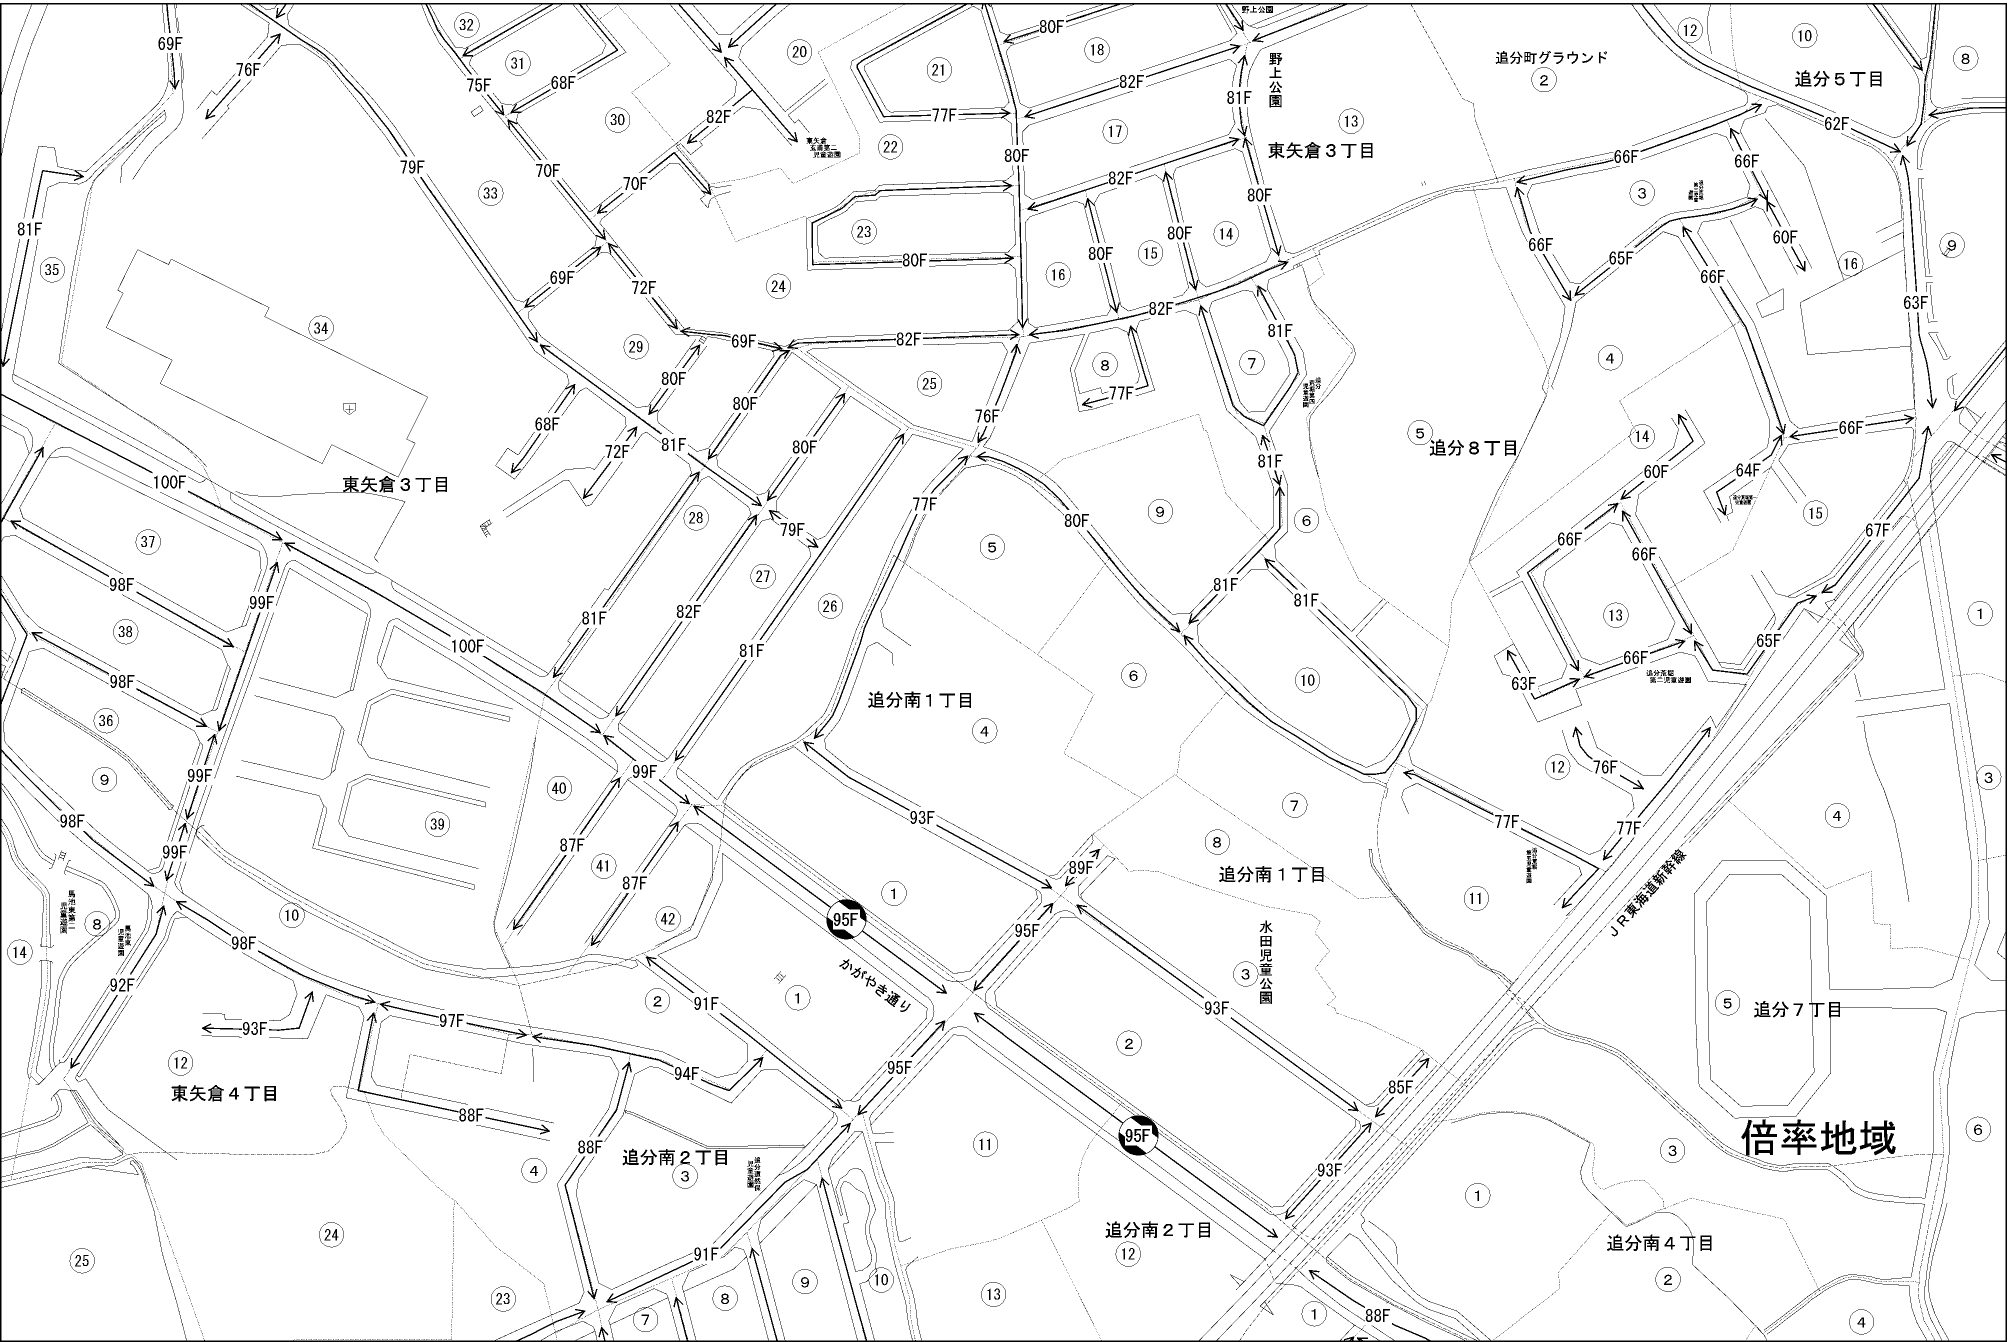 69F
76F
32
31
75F
68F
30
20
82F
21
77F
22
80F
18
82F
野上公園
野上公園
81F
17
80F
追分町グラウンド
2
12
10
追分５丁目
8
62F
13
東矢倉３丁目
66F
66F
79F
70F
70F
33
82F
3
81F
35
23
80F
80F
80F
14
15
80F
66F
65F
60F
16
9
69F
72F
24
16
66F
63F
34
29
69F
82F
82F
81F
7
4
8
25
77F
80F
80F
68F
76F
80F
81F
72F
5
追分８丁目
14
66F
81F
60F
64F
100F
東矢倉３丁目
77F
28
79F
80F
9
6
15
67F
37
5
66F
66F
98F
27
26
81F
81F
99F
38
81F
82F
13
1
100F
81F
65F
66F
98F
6
10
63F
追分茶屋
第二児童遊園
追分南１丁目
36
4
99F
99F
9
40
12
76F
3
7
98F
39
93F
77F
77F
4
8
87F
41
99F
89F
追分南１丁目
87F
1
11
ＪＲ東海道新幹線
10
42
95F
8
14
98F
95F
水田児童公園
3
かがやき通り
92F
2
91F
1
93F
5
追分７丁目
93F
97F
2
12
94F
95F
85F
東矢倉４丁目
88F
88F
11
95F
倍率地域
6
追分南２丁目
4
3
93F
3
1
24
追分南２丁目
12
追分南４丁目
25
91F
2
23
9
10
13
8
7
1
88F
4